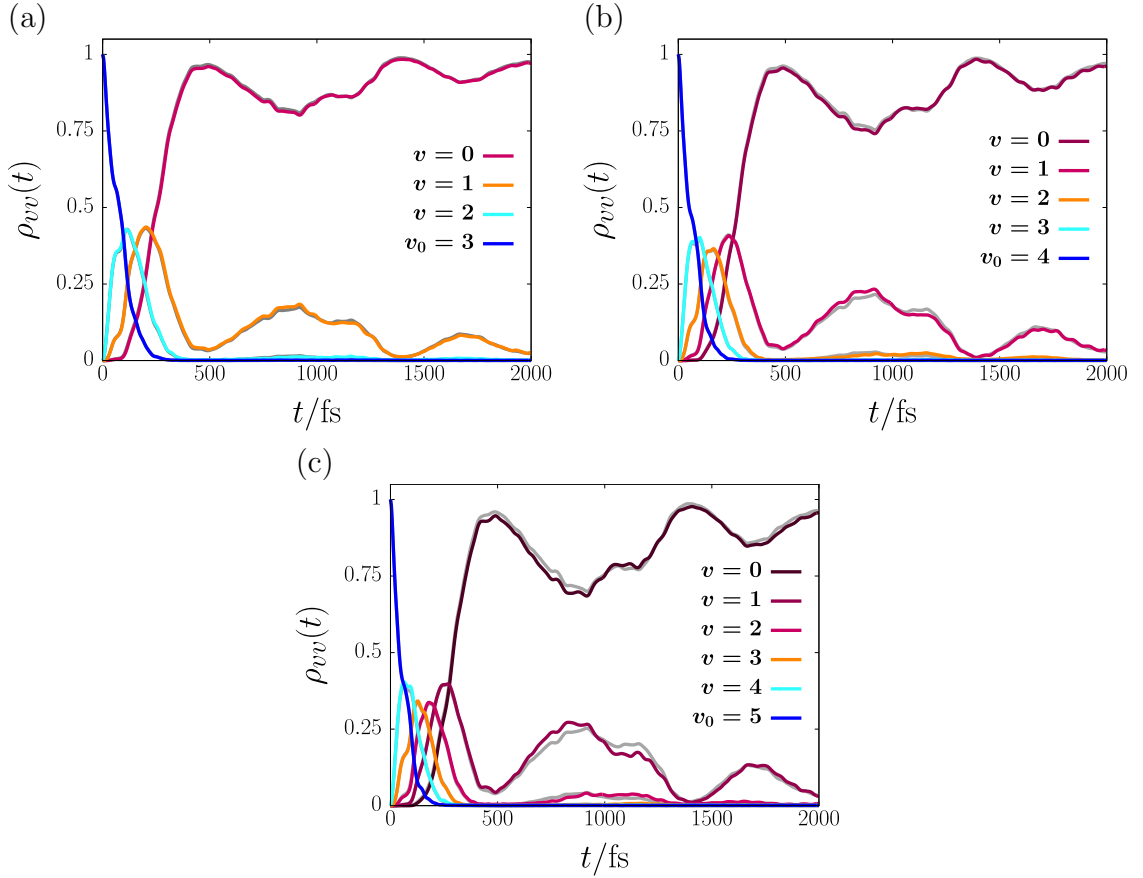 (a)
1
0.75
0.5
0.25
0
ρvv(t)
v = 0
v = 1
v = 2
v0 = 3
0 500 1000 1500 2000
t/fs
(b)
1
0.75
0.5
0.25
0
ρvv(t)
v = 0
v = 1
v = 2
v = 3
v0 = 4
0 500 1000 1500 2000
t/fs
(c)
1
0.75
0.5
0.25
0
ρvv(t)
v = 0
v = 1
v = 2
v = 3
v = 4
v0 = 5
0 500 1000 1500 2000
t/fs